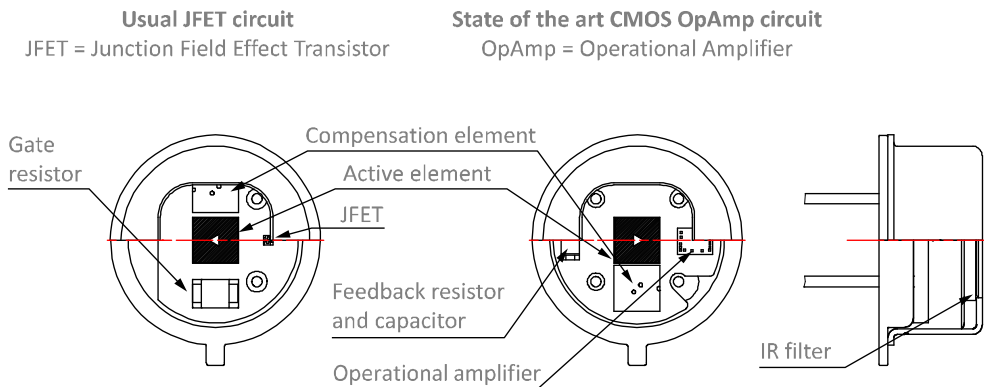 Usual JFET circuit
JFET = Junction Field Effect Transistor
State of the art CMOS OpAmp circuit
OpAmp = Operational Amplifier
Gate
resistor
Compensation element
Active element
JFET
Feedback resistor
and capacitor
Operational amplifier
IR filter